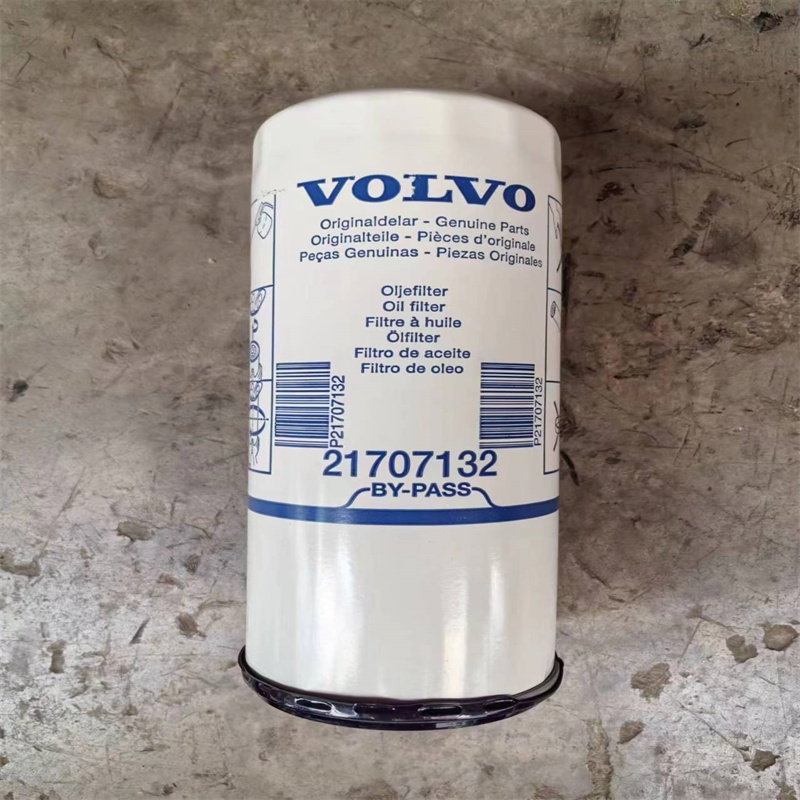 VOLVO
Originaldelar - Genuine Parts
Originalteile - Pièces d'originale
Peças Genuinas - Piezas Originales
Oljefilter
Oil filter
Filtre à huile
Ölfilter
Filtro de aceite
Filtro de oleo
P21707132
P21707132
21707132
BY-PASS